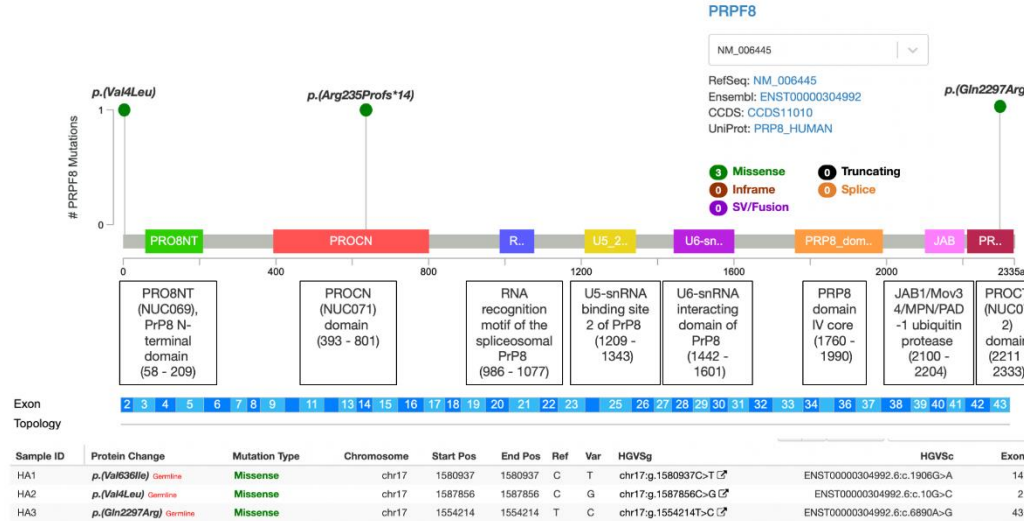 PRPF8
NM_006445
RefSeq: NM_006445
Ensembl: ENST00000304992
CCDS: CCDS11010
UniProt: PRP8_HUMAN
p.(Val4Leu)
p.(Arg235Profs*14)
p.(Gln2297Arg
1
# PRPF8 Mutations
0
3 Missense
0 Truncating
0 Inframe
0 Splice
0 SV/Fusion
PRO8NT PROCN R.. U5_2.. U6-sn.. PRP8_dom.. JAB PR..
0 400 800 1200 1600 2000 2335a
PRO8NT
(NUC069),
PrP8 N-
terminal
domain
(58 - 209)
PROCN
(NUC071)
domain
(393 - 801)
RNA
recognition
motif of the
spliceosomal
PrP8
(986 - 1077)
U5-snRNA
binding site
2 of PrP8
(1209 -
1343)
U6-snRNA
interacting
domain of
PrP8
(1442 -
1601)
PRP8
domain
IV core
(1760 -
1990)
JAB1/Mov3
4/MPN/PAD
-1 ubiquitin
protease
(2100 -
2204)
PROCT
(NUC07
2)
domain
(2211
2333)
Exon 2 3 4 5 6 7 8 9 11 13 14 15 16 17 18 19 20 21 22 23 25 26 27 28 29 30 31 32 33 34 36 37 38 39 40 41 42 43
Topology
Sample ID Protein Change Mutation Type Chromosome Start Pos End Pos Ref Var HGVSg HGVSc Exon
HA1 p.(Val636Ile) Germline Missense chr17 1580937 1580937 C T chr17:g.1580937C>T ENST00000304992.6:c.1906G>A 14
HA2 p.(Val4Leu) Germline Missense chr17 1587856 1587856 C G chr17:g.1587856C>G ENST00000304992.6:c.10G>C 2
HA3 p.(Gln2297Arg) Germline Missense chr17 1554214 1554214 T C chr17:g.1554214T>C ENST00000304992.6:c.6890A>G 43